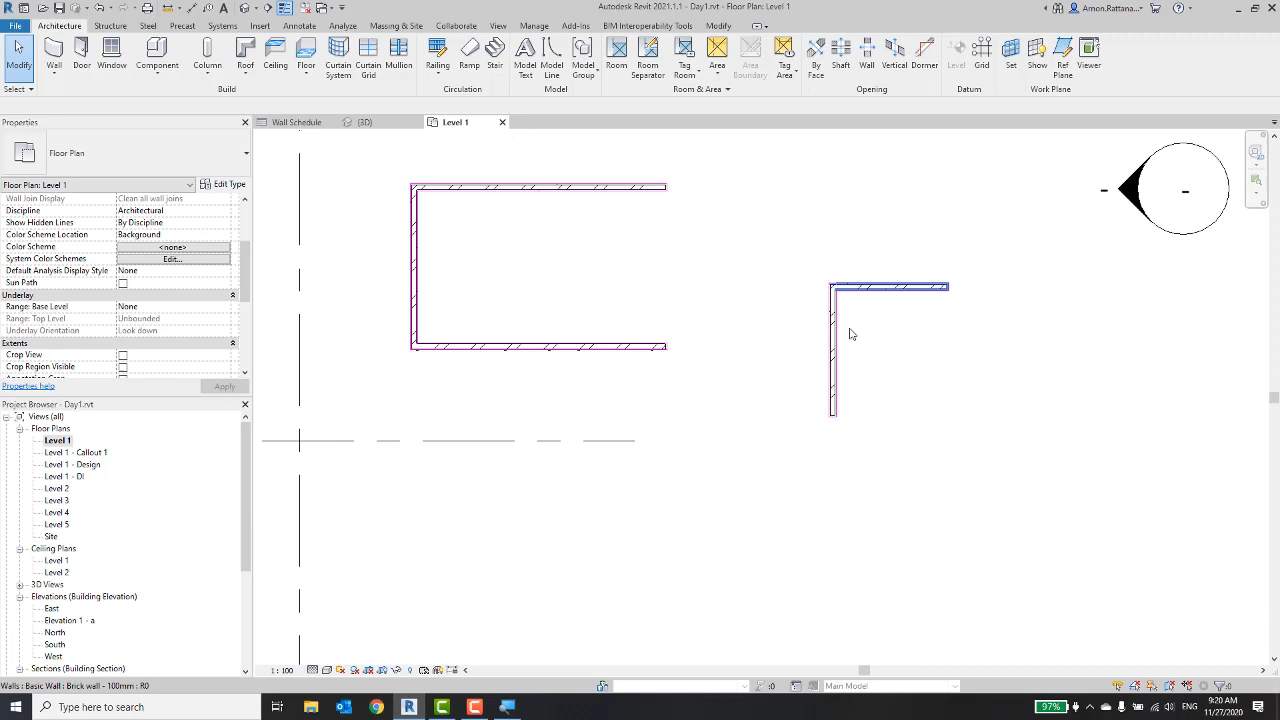 Autodesk Revit 2021.1.1 - Day1.rvt - Floor Plan: Level 1
Arnon.Rattana...
File Architecture Structure Steel Precast Systems Insert Annotate Analyze Massing & Site Collaborate View Manage Add-Ins BIM Interoperability Tools Modify
Modify Wall Door Window Component Column Roof Ceiling Floor Curtain System Curtain Grid Mullion Railing Ramp Stair Model Text Model Line Model Group Room Room Separator Tag Room Area Area Boundary Tag Area By Face Shaft Wall Vertical Dormer Level Grid Set Show Ref Plane Viewer
Select Build Circulation Model Room & Area Opening Datum Work Plane
Properties
Wall Schedule {3D} Level 1
Floor Plan
Floor Plan: Level 1 Edit Type
Wall Join Display Clean all wall joins
Discipline Architectural
Show Hidden Lines By Discipline
Color Scheme Location Background
Color Scheme <none>
System Color Schemes Edit...
Default Analysis Display Style None
Sun Path
Underlay
Range: Base Level None
Range: Top Level Unbounded
Underlay Orientation Look down
Extents
Crop View
Crop Region Visible
Properties help Apply
Project Browser - Day1.rvt
Views (all)
Floor Plans
Level 1
Level 1 - Callout 1
Level 1 - Design
Level 1 - DI
Level 2
Level 3
Level 4
Level 5
Site
Ceiling Plans
Level 1
Level 2
3D Views
Elevations (Building Elevation)
East
Elevation 1 - a
North
South
West
Sections (Building Section)
1 : 100
Walls : Basic Wall : Brick wall - 100mm : R0
:0 Main Model :0
Type here to search
97% ENG 9:20 AM
11/27/2020